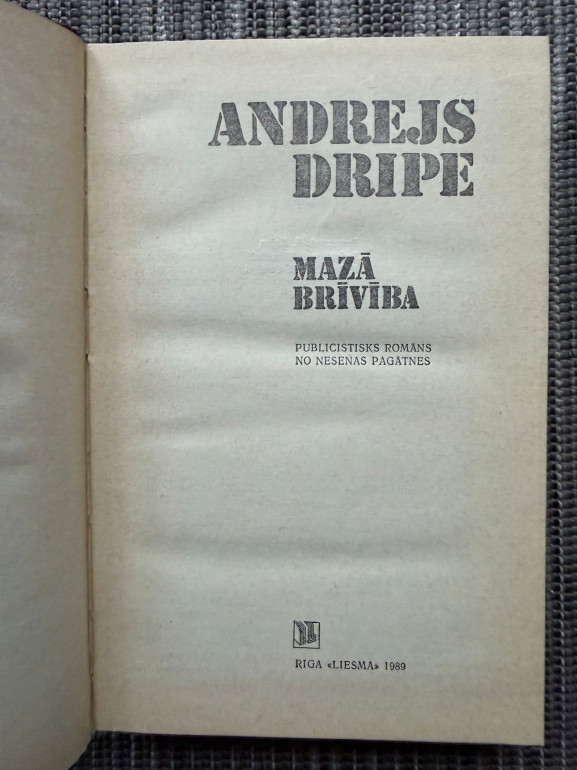 ANDREJS
DRIPE
MAZĀ
BRĪVĪBA
PUBLICISTISKS ROMĀNS
NO NESENAS PAGĀTNES
RĪGA «LIESMA» 1989